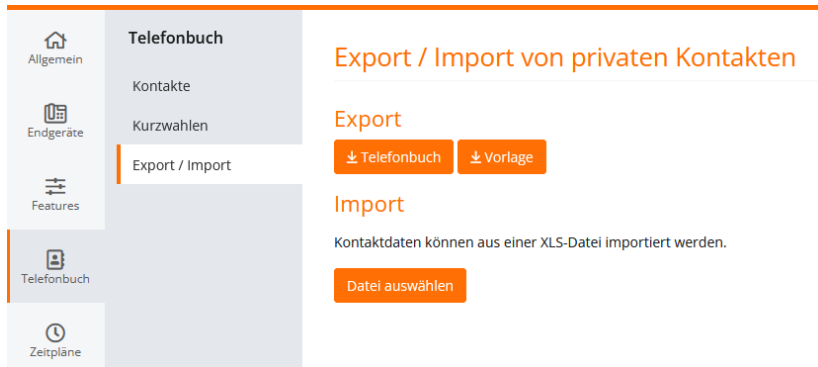 Allgemein
Endgeräte
Features
Telefonbuch
Zeitpläne
Telefonbuch
Kontakte
Kurzwahlen
Export / Import
Export / Import von privaten Kontakten
Export
Telefonbuch
Vorlage
Import
Kontaktdaten können aus einer XLS-Datei importiert werden.
Datei auswählen